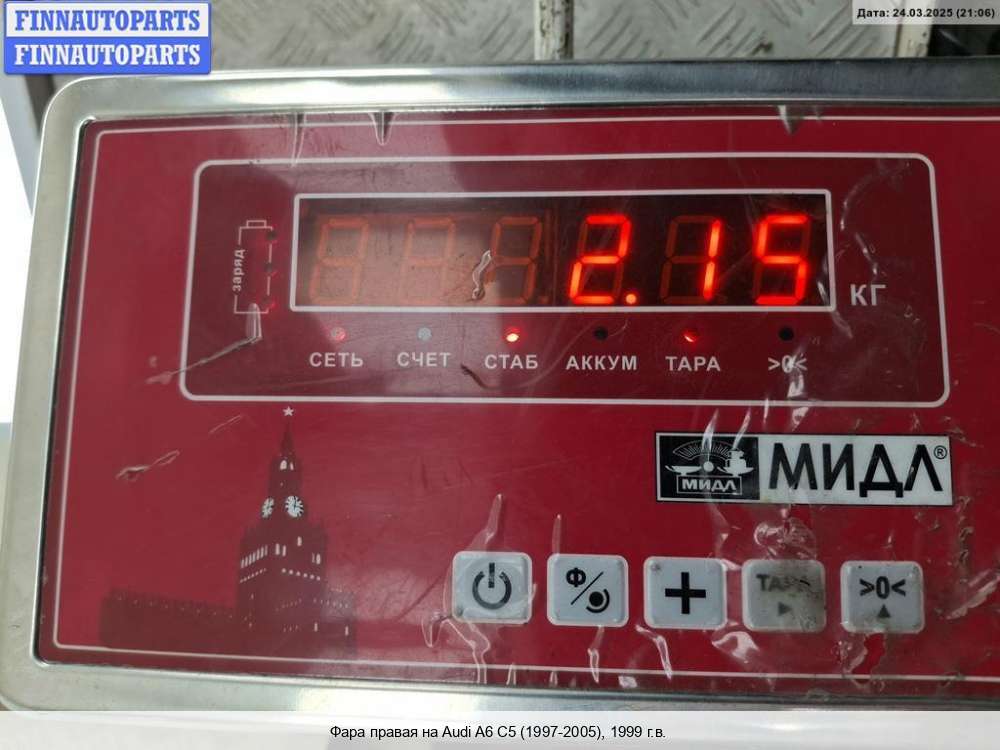 FINNAUTOPARTS
FINNAUTOPARTS
Дата: 24.03.2025 (21:06)
заряд
2.15
КГ
СЕТЬ СЧЕТ СТАБ АККУМ ТАРА >0<
МИДЛ
МИДЛ®
Ф/
+
>0<
Фара правая на Audi A6 C5 (1997-2005), 1999 г.в.